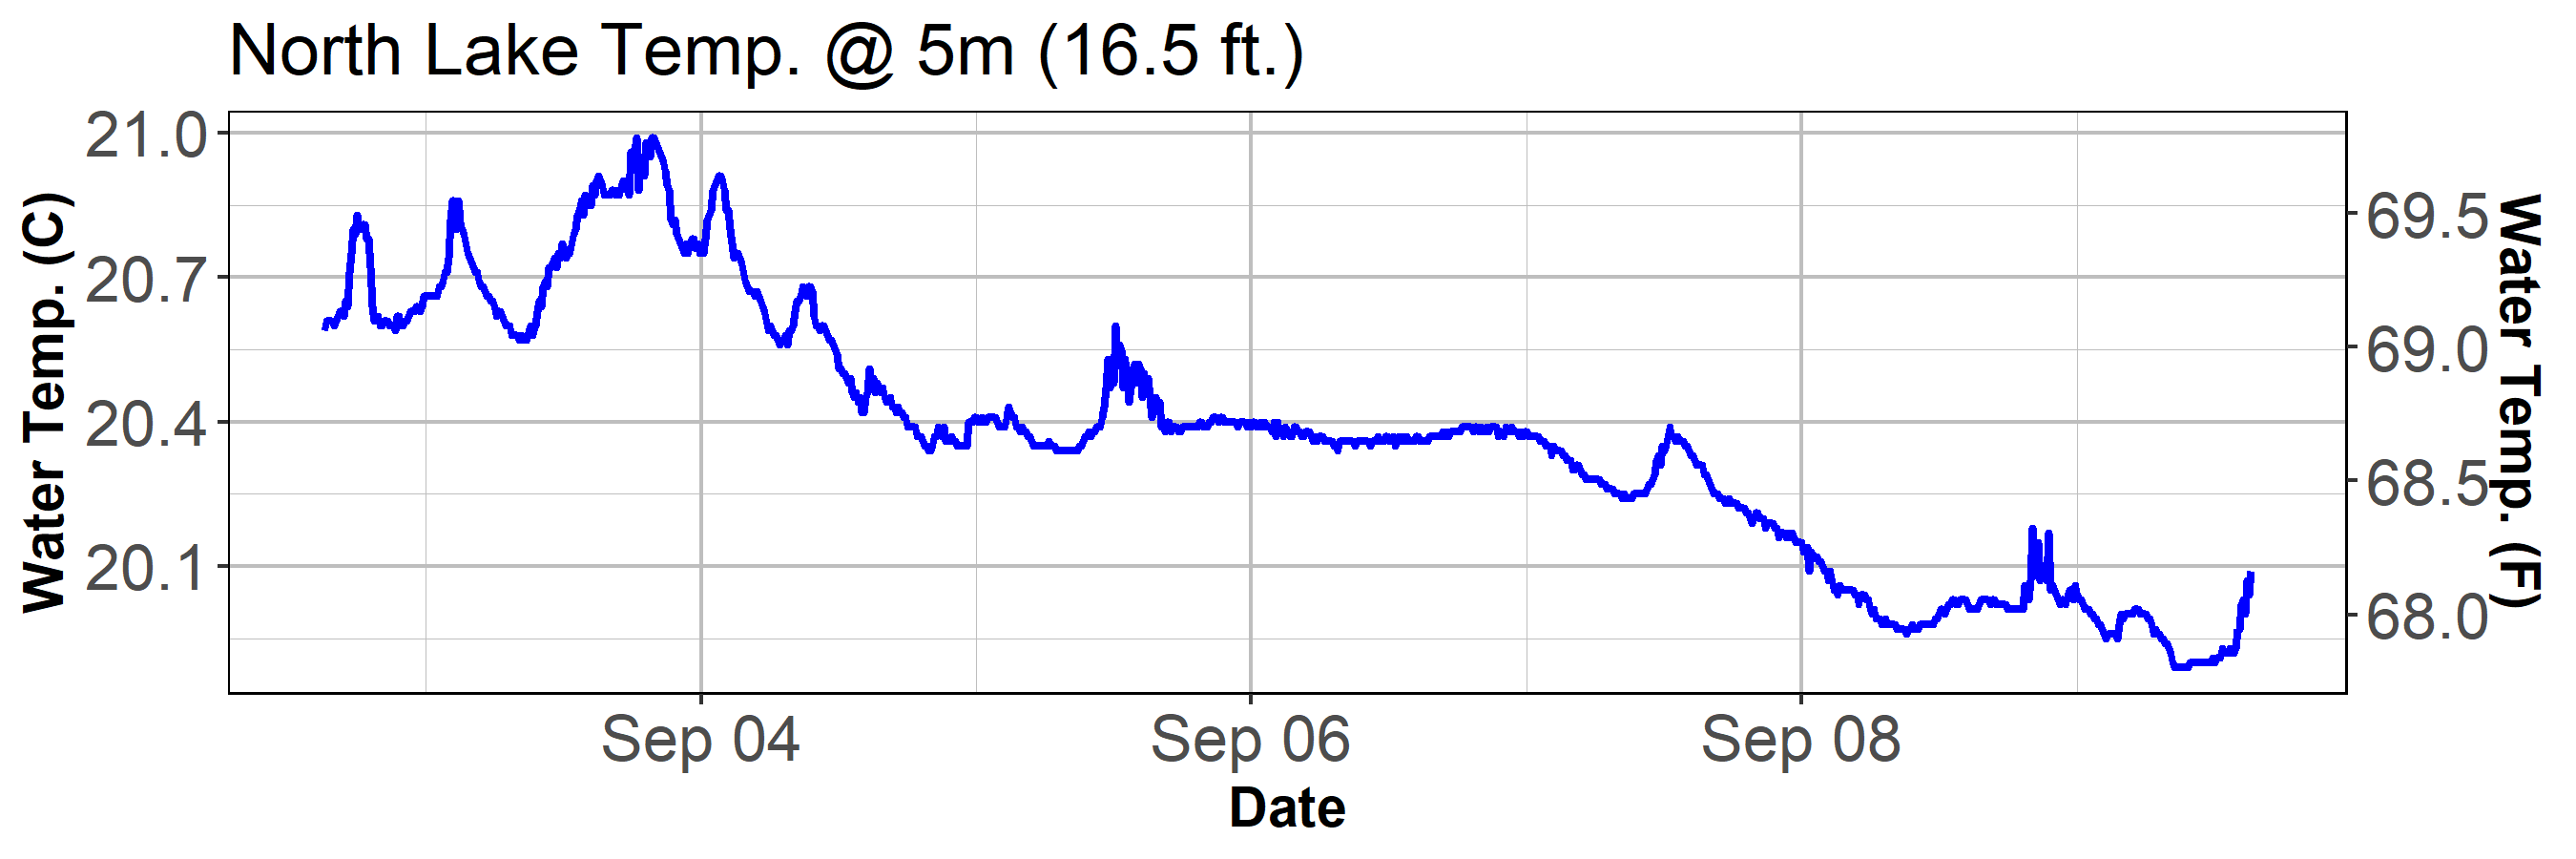 North Lake Temp. @ 5m (16.5 ft.)
21.0
20.7
20.4
20.1
Water Temp. (C)
69.5
69.0
68.5
68.0
Water Temp. (F)
Sep 04
Sep 06
Sep 08
Date